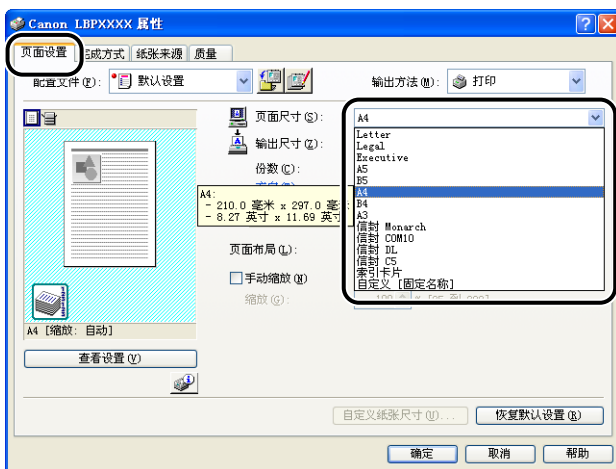 Canon LBPXXXX 属性
页面设置 完成方式 纸张来源 质量
配置文件(F): 默认设置 输出方法(M): 打印
页面尺寸(S): A4
输出尺寸(Z):
份数(C):
Letter
Legal
Executive
A5
B5
A4
B4
A3
信封 Monarch
信封 COM10
信封 DL
信封 C5
索引卡片
自定义 [固定名称]
A4:
- 210.0 毫米 x 297.0 毫
- 8.27 英寸 x 11.69 英寸
页面布局(L):
手动缩放(N)
缩放(G):
A4 [缩放: 自动]
查看设置(V)
自定义纸张尺寸(U)... 恢复默认设置(R)
确定 取消 帮助